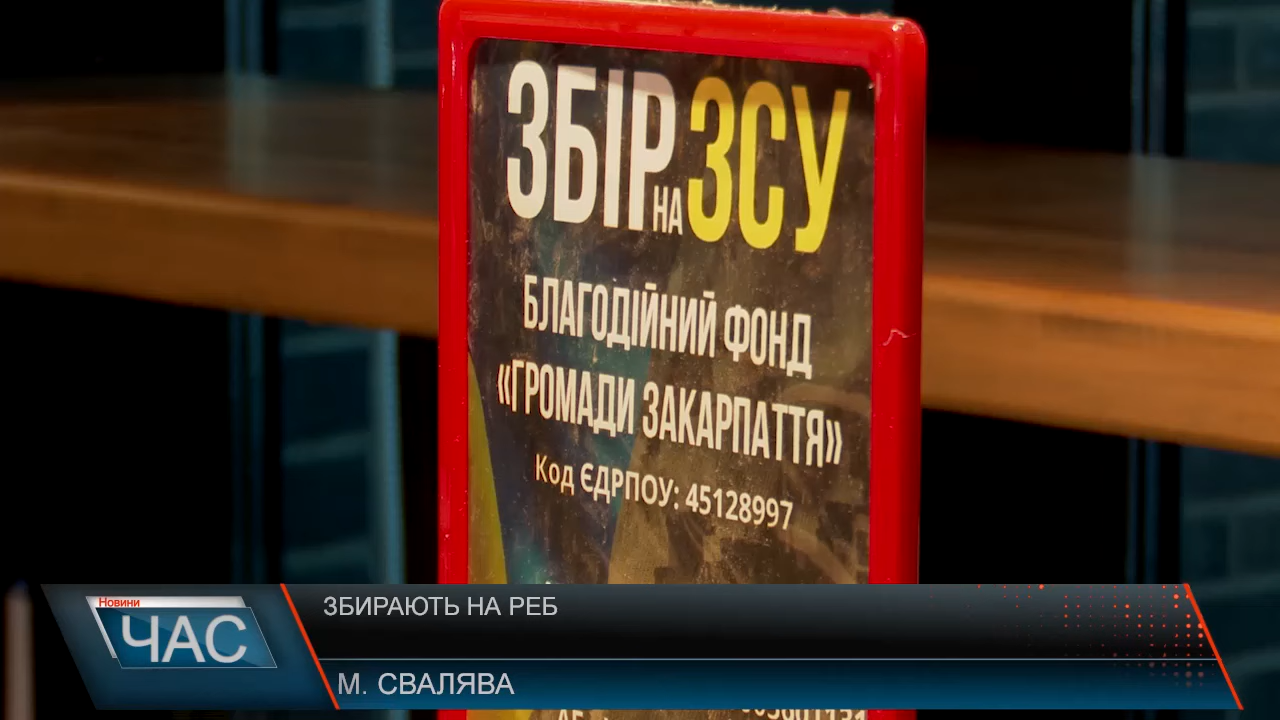 ЗБІР НА ЗСУ
БЛАГОДІЙНИЙ ФОНД
«ГРОМАДИ ЗАКАРПАТТЯ»
Код ЄДРПОУ: 45128997
Новини
ЧАС
ЗБИРАЮТЬ НА РЕБ
М. СВАЛЯВА